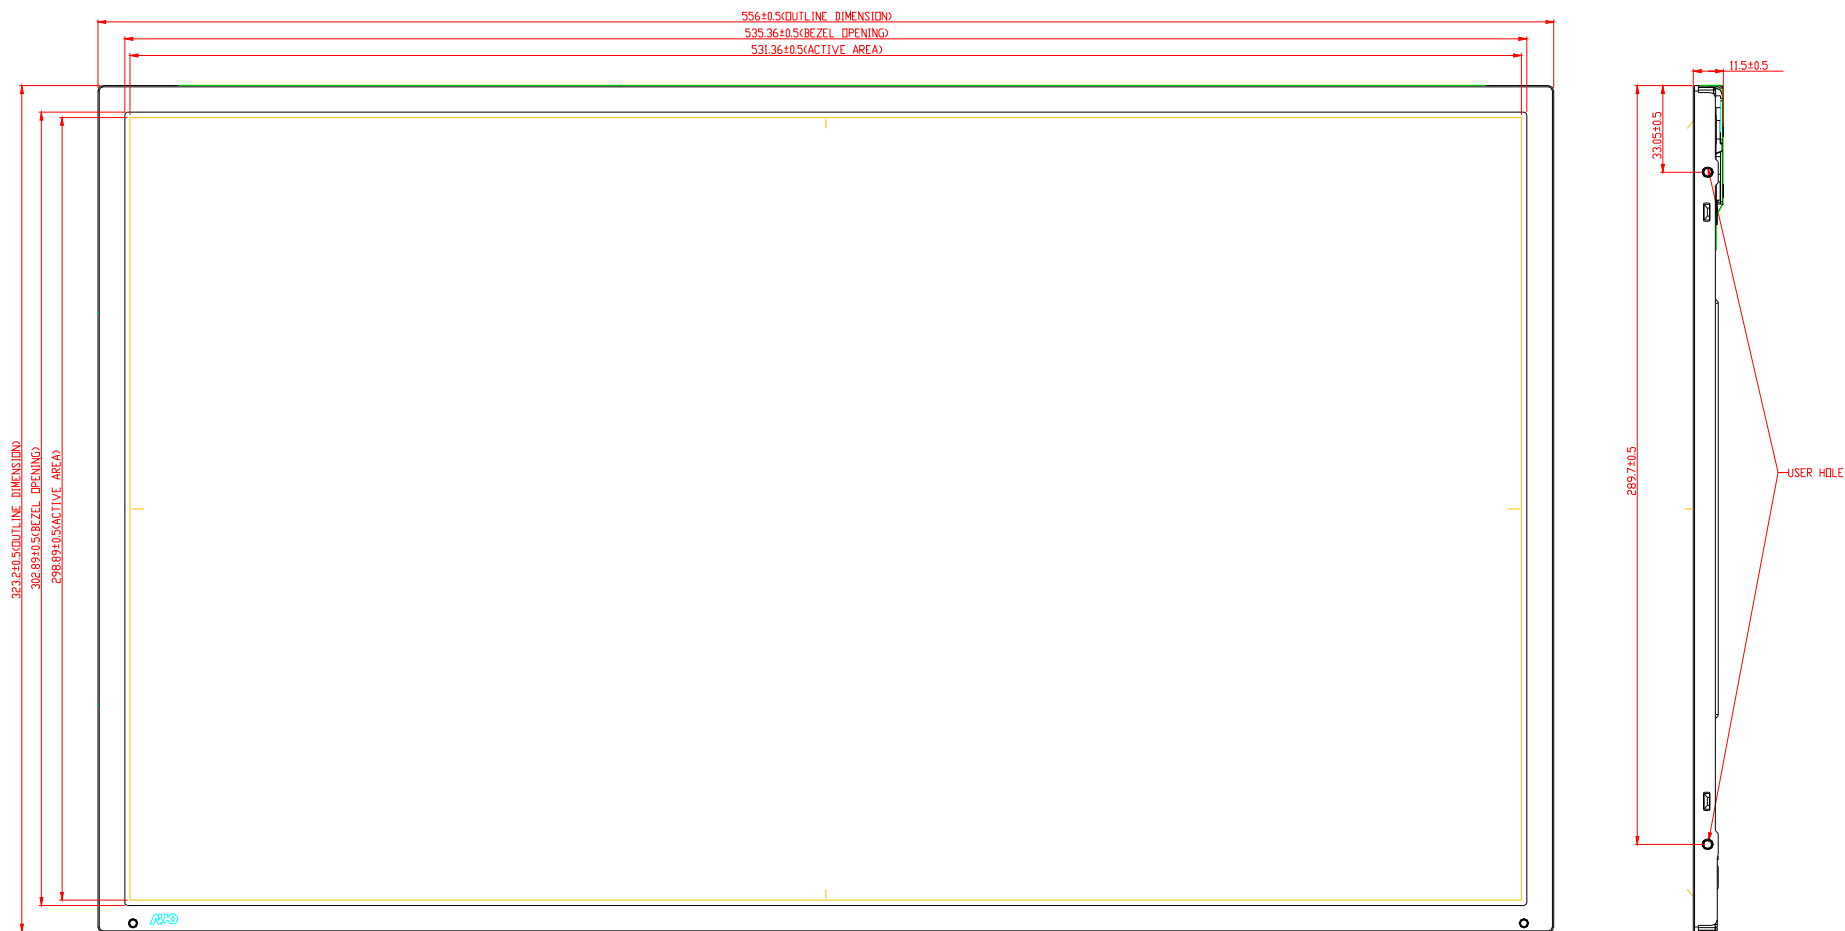 556±0.5(OUTLINE DIMENSION)
535.36±0.5(BEZEL OPENING)
531.36±0.5(ACTIVE AREA)
11.5±0.5
33.05±0.5
323.2±0.5(OUTLINE DIMENSION)
302.89±0.5(BEZEL OPENING)
298.89±0.5(ACTIVE AREA)
289.7±0.5
USER HOLE
AUO